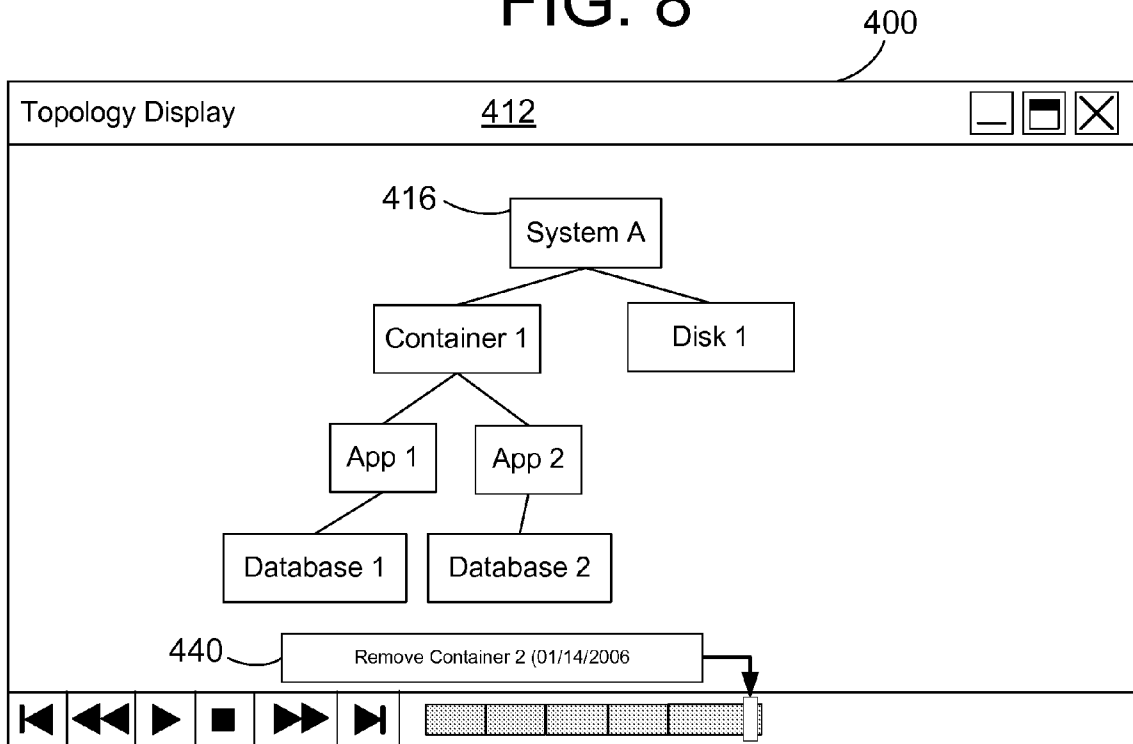 FIG. 8
400
Topology Display
412
416
System A
Container 1
Disk 1
App 1
App 2
Database 1
Database 2
440
Remove Container 2 (01/14/2006